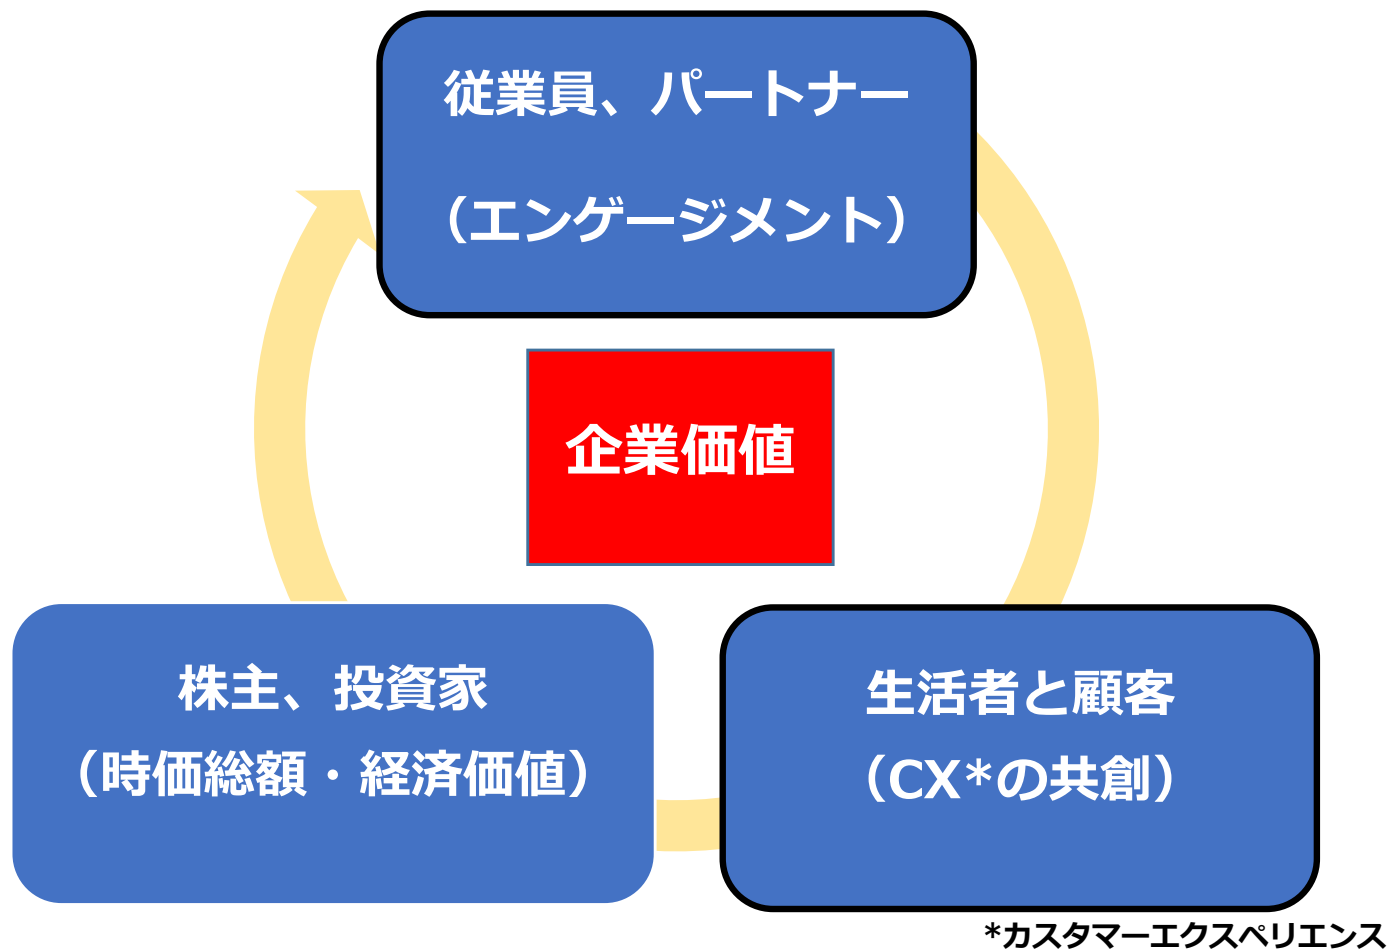 従業員、パートナー
（エンゲージメント）
企業価値
株主、投資家
（時価総額・経済価値）
生活者と顧客
（CX*の共創）
*カスタマーエクスペリエンス